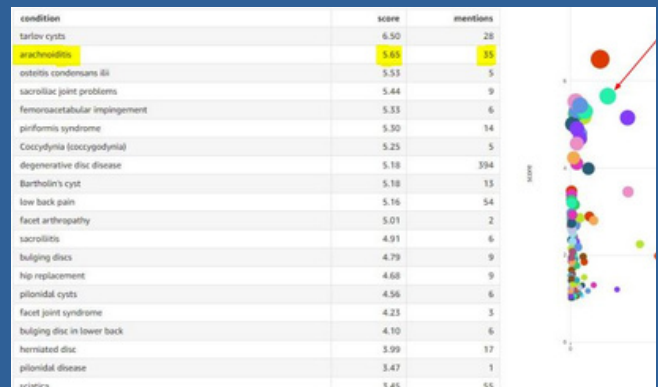 condition score mentions
tarlov cysts 6.50 28
arachnoiditis 5.65 35
osteitis condensans ilii 5.53 5
sacroiliac joint problems 5.44 9
femoroacetabular impingement 5.33 6
piriformis syndrome 5.30 14
Coccydynia (coccygodynia) 5.25 5
degenerative disc disease 5.18 394
Bartholin's cyst 5.18 13
low back pain 5.16 54
facet arthropathy 5.01 2
sacroiliitis 4.91 6
bulging discs 4.79 9
hip replacement 4.68 9
pilonidal cysts 4.56 6
facet joint syndrome 4.23 3
bulging disc in lower back 4.10 6
herniated disc 3.99 17
pilonidal disease 3.47 1
sciatica 3.45 55
score